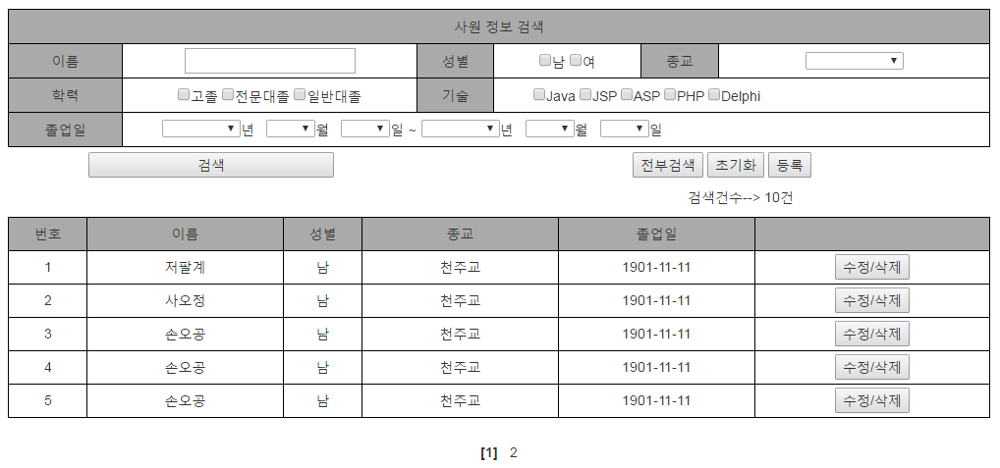 사원 정보 검색
이름 성별 남 여 종교
학력 고졸 전문대졸 일반대졸 기술 Java JSP ASP PHP Delphi
졸업일 년 월 일 ~ 년 월 일
검색 전부검색 초기화 등록
검색건수--> 10건
번호 이름 성별 종교 졸업일
1 저팔계 남 천주교 1901-11-11 수정/삭제
2 사오정 남 천주교 1901-11-11 수정/삭제
3 손오공 남 천주교 1901-11-11 수정/삭제
4 손오공 남 천주교 1901-11-11 수정/삭제
5 손오공 남 천주교 1901-11-11 수정/삭제
[1] 2